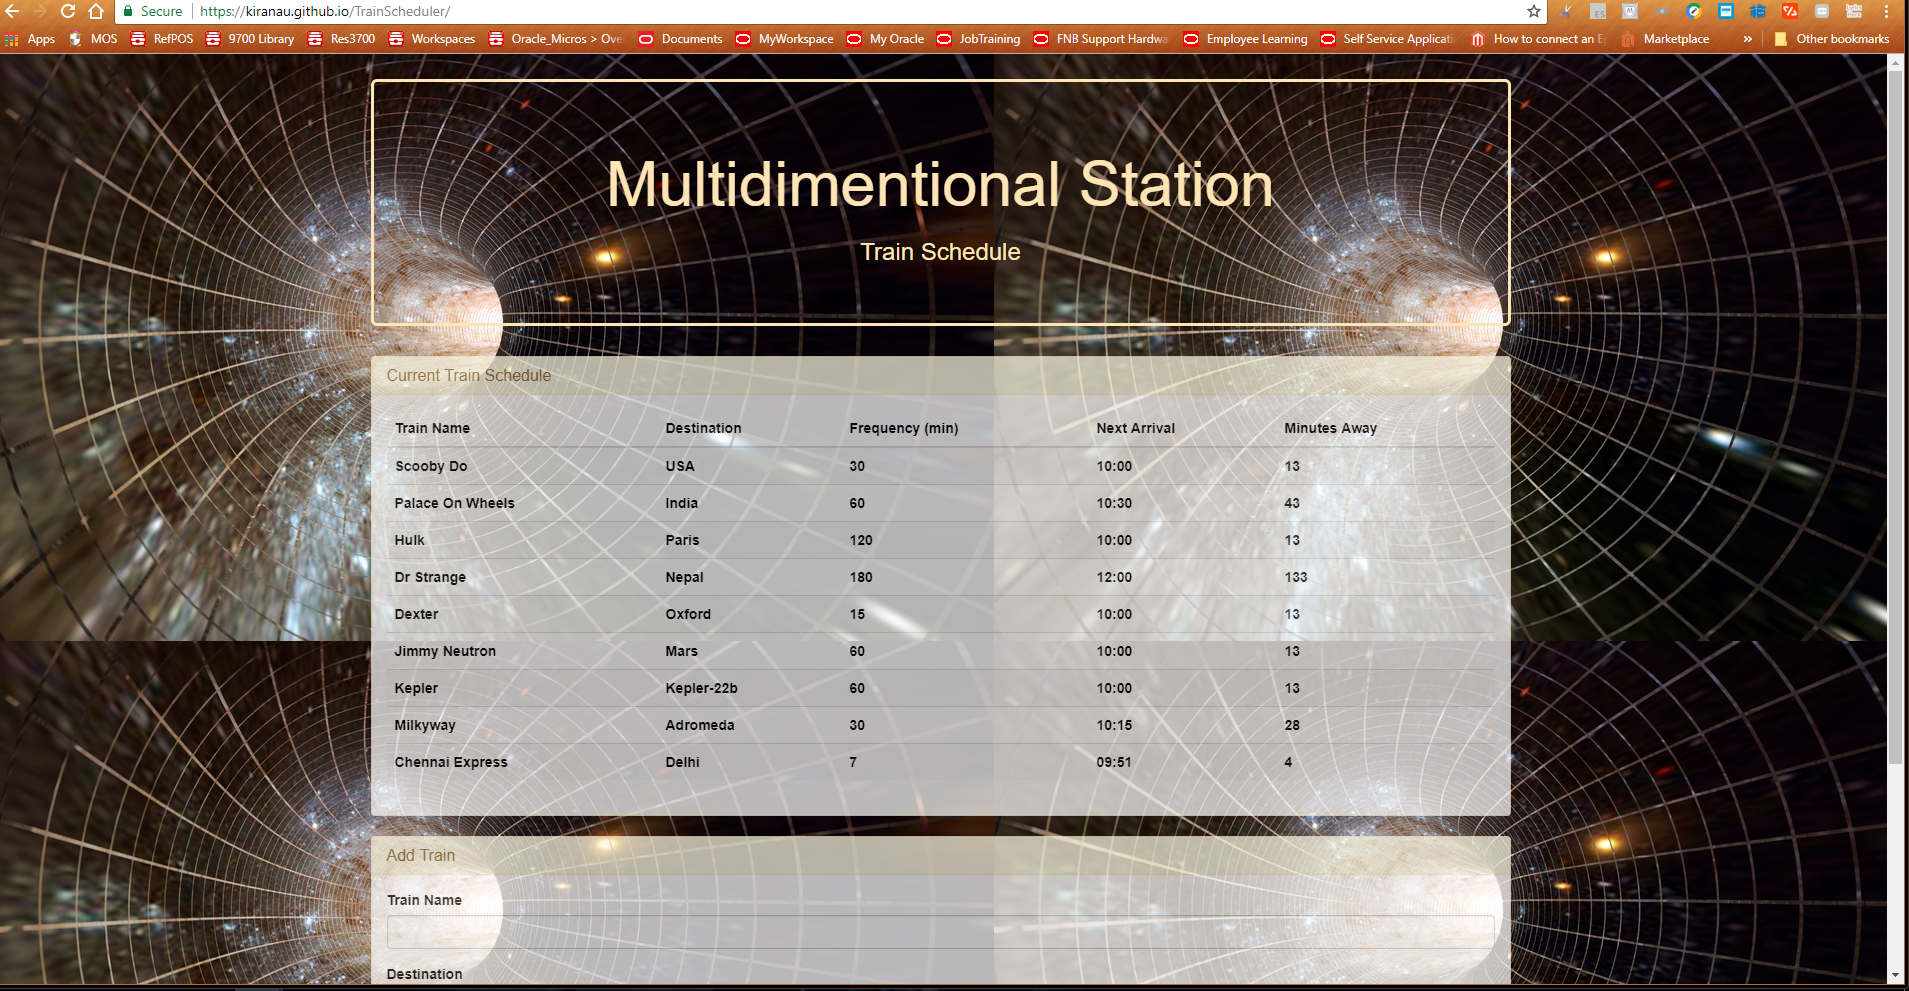 Secure https://kiranau.github.io/TrainScheduler/
Apps MOS RefPOS 9700 Library Res3700 Workspaces Oracle_Micros > Ove Documents MyWorkspace My Oracle JobTraining FNB Support Hardwa Employee Learning Self Service Applicati How to connect an E Marketplace » Other bookmarks
Multidimentional Station
Train Schedule
Current Train Schedule
Train Name Destination Frequency (min) Next Arrival Minutes Away
Scooby Do USA 30 10:00 13
Palace On Wheels India 60 10:30 43
Hulk Paris 120 10:00 13
Dr Strange Nepal 180 12:00 133
Dexter Oxford 15 10:00 13
Jimmy Neutron Mars 60 10:00 13
Kepler Kepler-22b 60 10:00 13
Milkyway Adromeda 30 10:15 28
Chennai Express Delhi 7 09:51 4
Add Train
Train Name
Destination